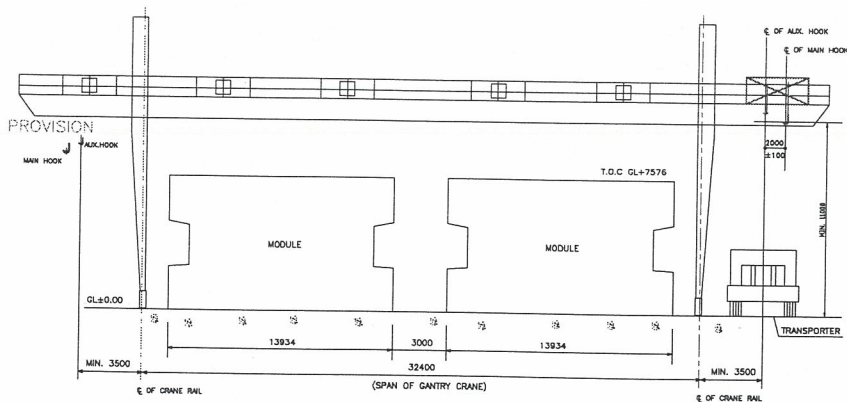 ℄ OF AUX. HOOK
℄ OF MAIN HOOK
PROVISION
AUX.HOOK
MAIN HOOK
2000
±100
T.O.C GL+7576
MIN. 11000
MODULE
MODULE
GL±0.00
TRANSPORTER
13934
3000
13934
MIN. 3500
32400
MIN. 3500
(SPAN OF GANTRY CRANE)
℄ OF CRANE RAIL
℄ OF CRANE RAIL